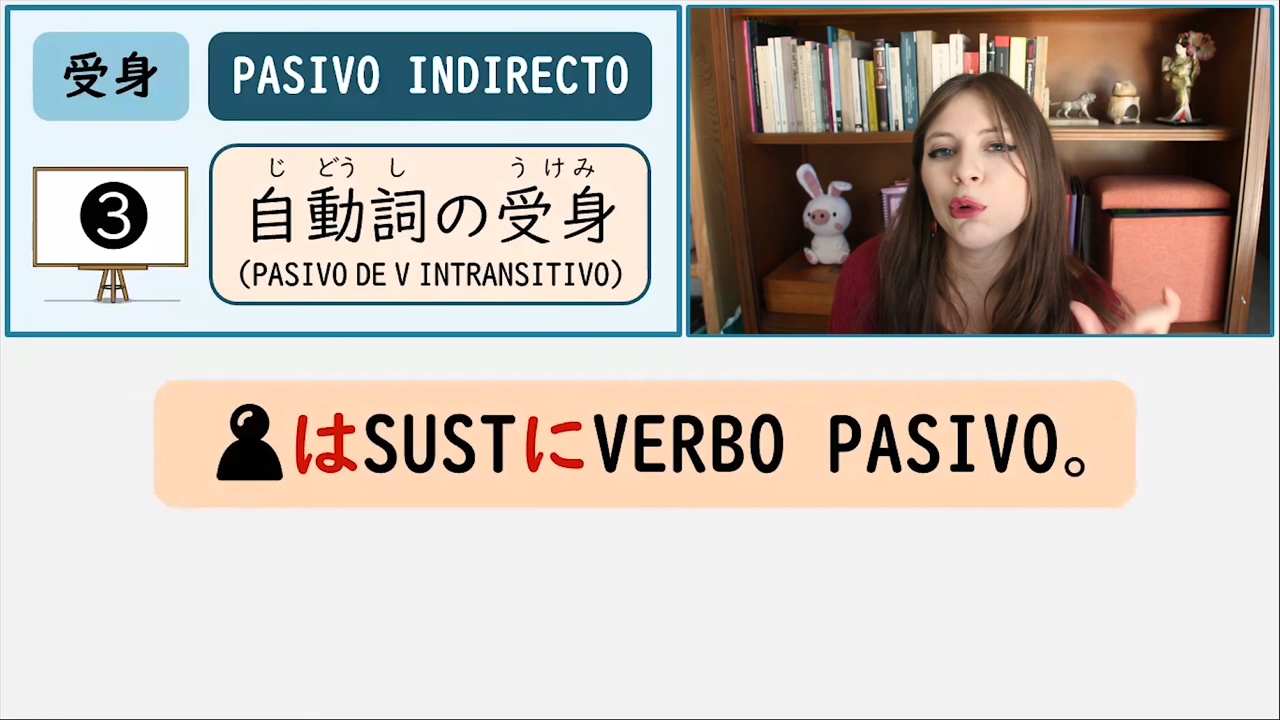 受身
PASIVO INDIRECTO
3
じどうし うけみ
自動詞の受身
(PASIVO DE V INTRANSITIVO)
はSUSTにVERBO PASIVO。